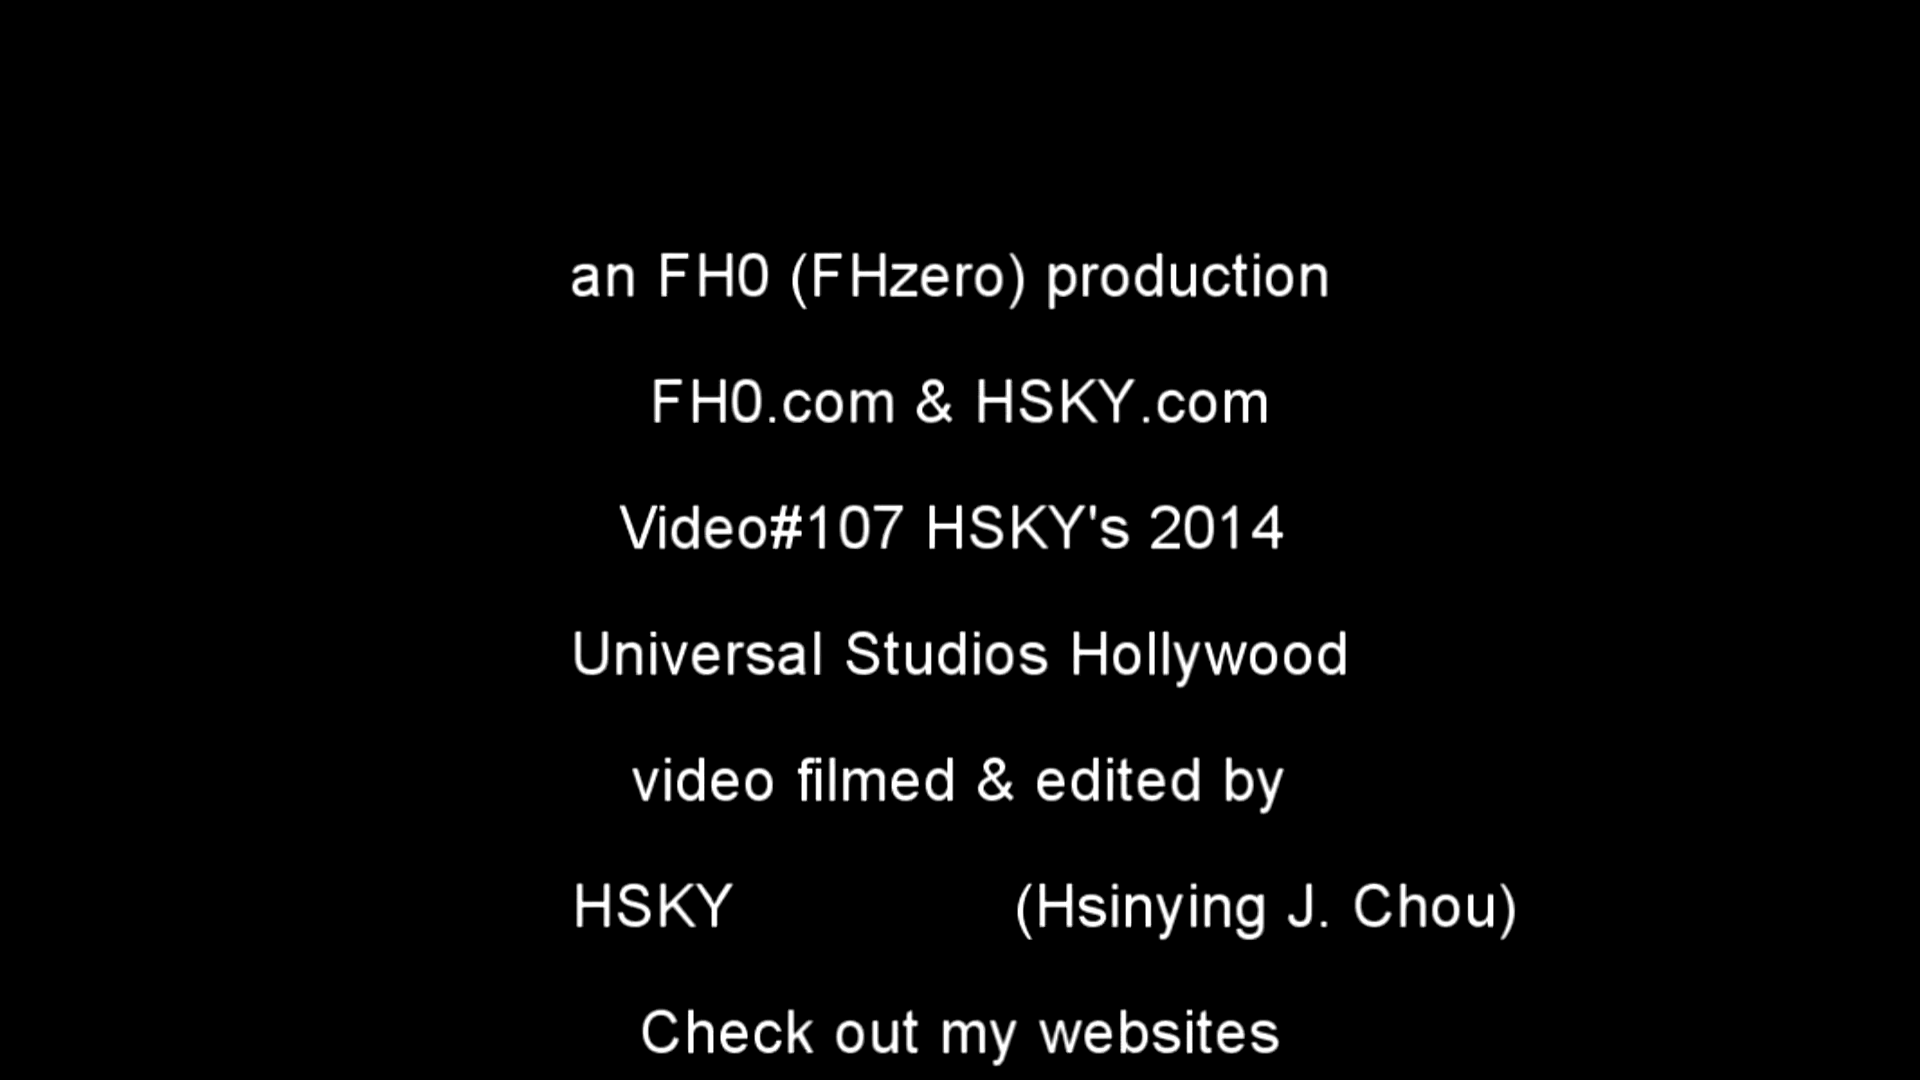 an FH0 (FHzero) production
FH0.com & HSKY.com
Video#107 HSKY's 2014
Universal Studios Hollywood
video filmed & edited by
HSKY (Hsinying J. Chou)
Check out my websites